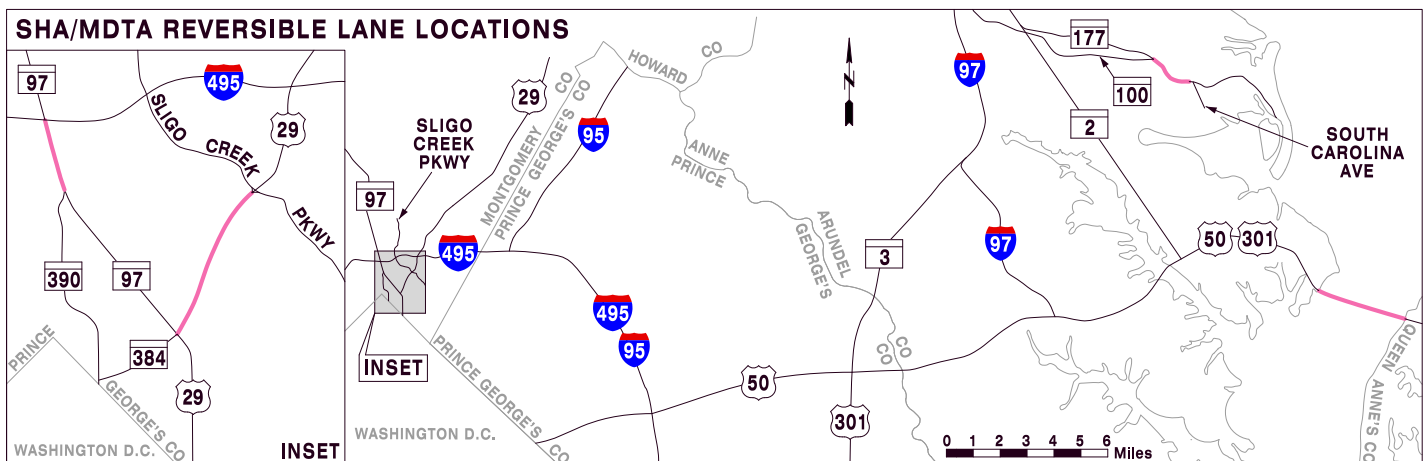 SHA/MDTA REVERSIBLE LANE LOCATIONS
97
495
29
SLIGO
CREEK
PKWY
390
97
384
29
PRINCE
GEORGE'S CO
WASHINGTON D.C.
INSET
29
SLIGO
CREEK
PKWY
97
495
MONTGOMERY CO
PRINCE GEORGE'S CO
95
HOWARD CO
ANNE
PRINCE
ARUNDEL
GEORGE'S
CO
CO
INSET
PRINCE GEORGE'S CO
WASHINGTON D.C.
495
95
50
3
301
N
97
97
177
100
2
SOUTH
CAROLINA
AVE
50
301
QUEEN ANNE'S CO
0 1 2 3 4 5 6
Miles